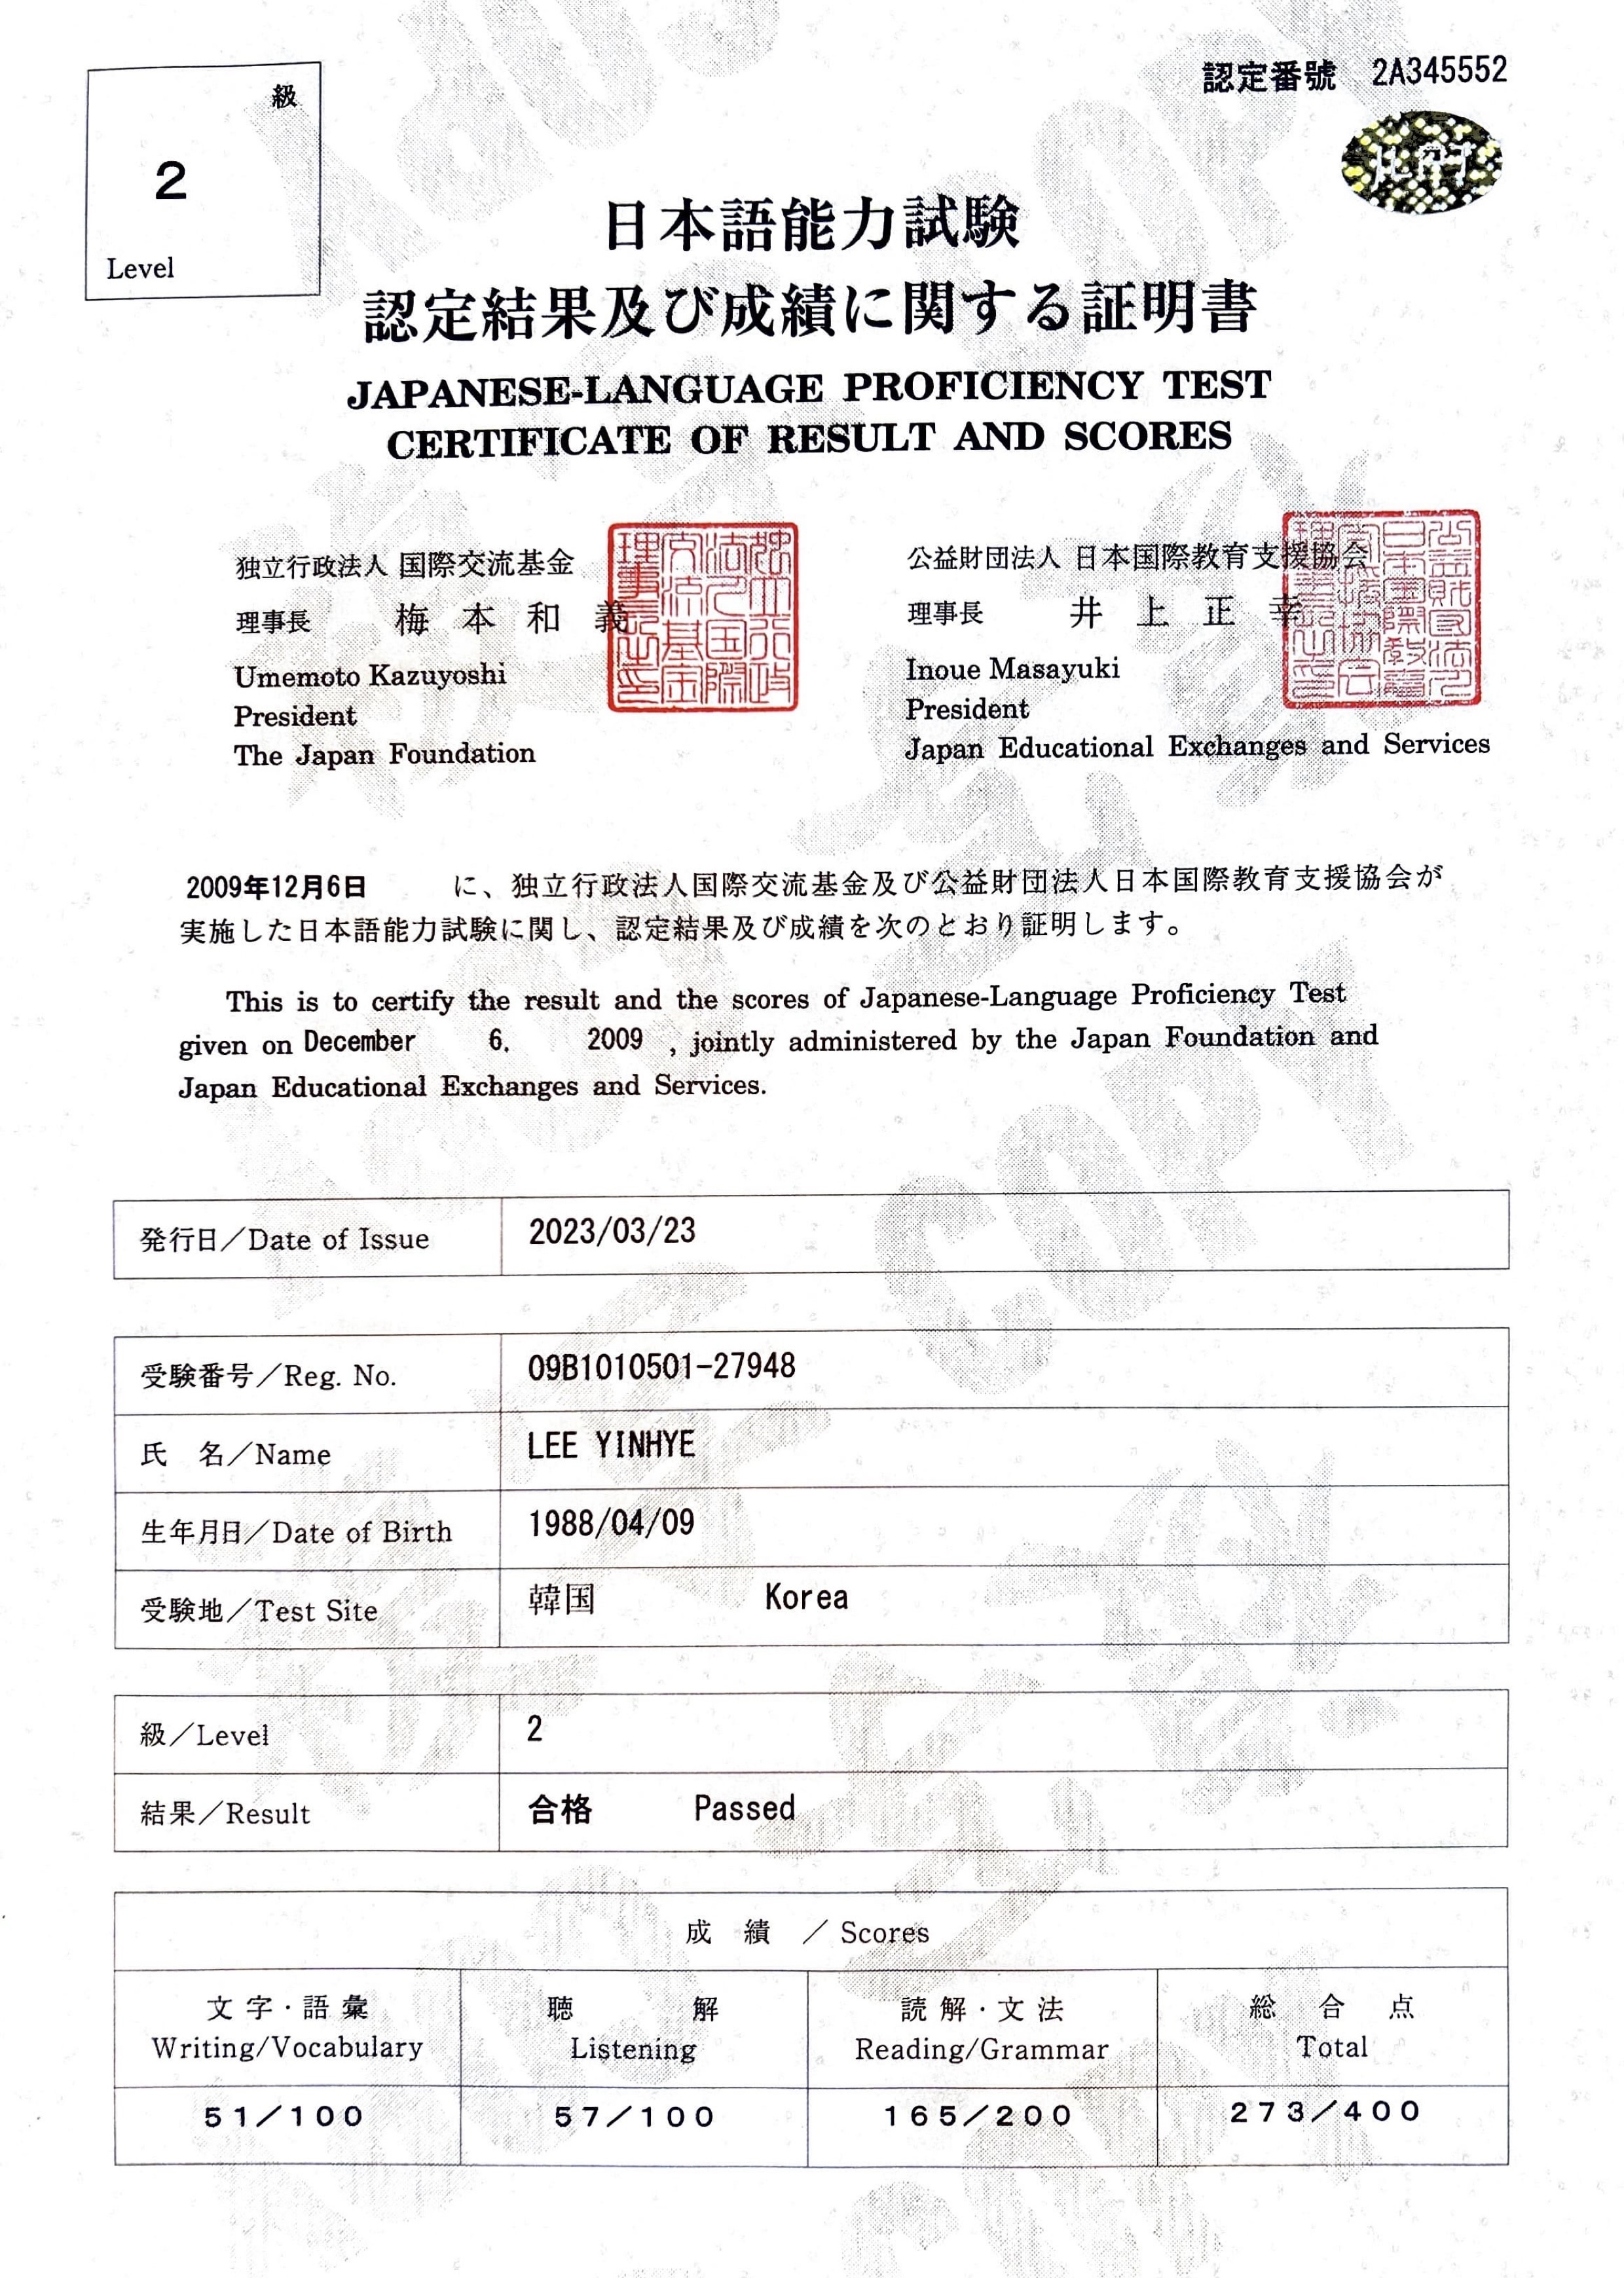 認定番號 2A345552
級
2
Level
日本語能力試験
認定結果及び成績に関する証明書
JAPANESE-LANGUAGE PROFICIENCY TEST
CERTIFICATE OF RESULT AND SCORES
独立行政法人 国際交流基金
理事長 梅本和義
Umemoto Kazuyoshi
President
The Japan Foundation
公益財団法人 日本国際教育支援協会
理事長 井上正幸
Inoue Masayuki
President
Japan Educational Exchanges and Services
2009年12月6日 に、独立行政法人国際交流基金及び公益財団法人日本国際教育支援協会が
実施した日本語能力試験に関し、認定結果及び成績を次のとおり証明します。
This is to certify the result and the scores of Japanese-Language Proficiency Test
given on December 6, 2009 , jointly administered by the Japan Foundation and
Japan Educational Exchanges and Services.
発行日/Date of Issue 2023/03/23
受験番号/Reg. No. 09B1010501-27948
氏 名/Name LEE YINHYE
生年月日/Date of Birth 1988/04/09
受験地/Test Site 韓国 Korea
級/Level 2
結果/Result 合格 Passed
成 績 / Scores
文字・語彙 聴解 読解・文法 総合点
Writing/Vocabulary Listening Reading/Grammar Total
51/100 57/100 165/200 273/400
COPY